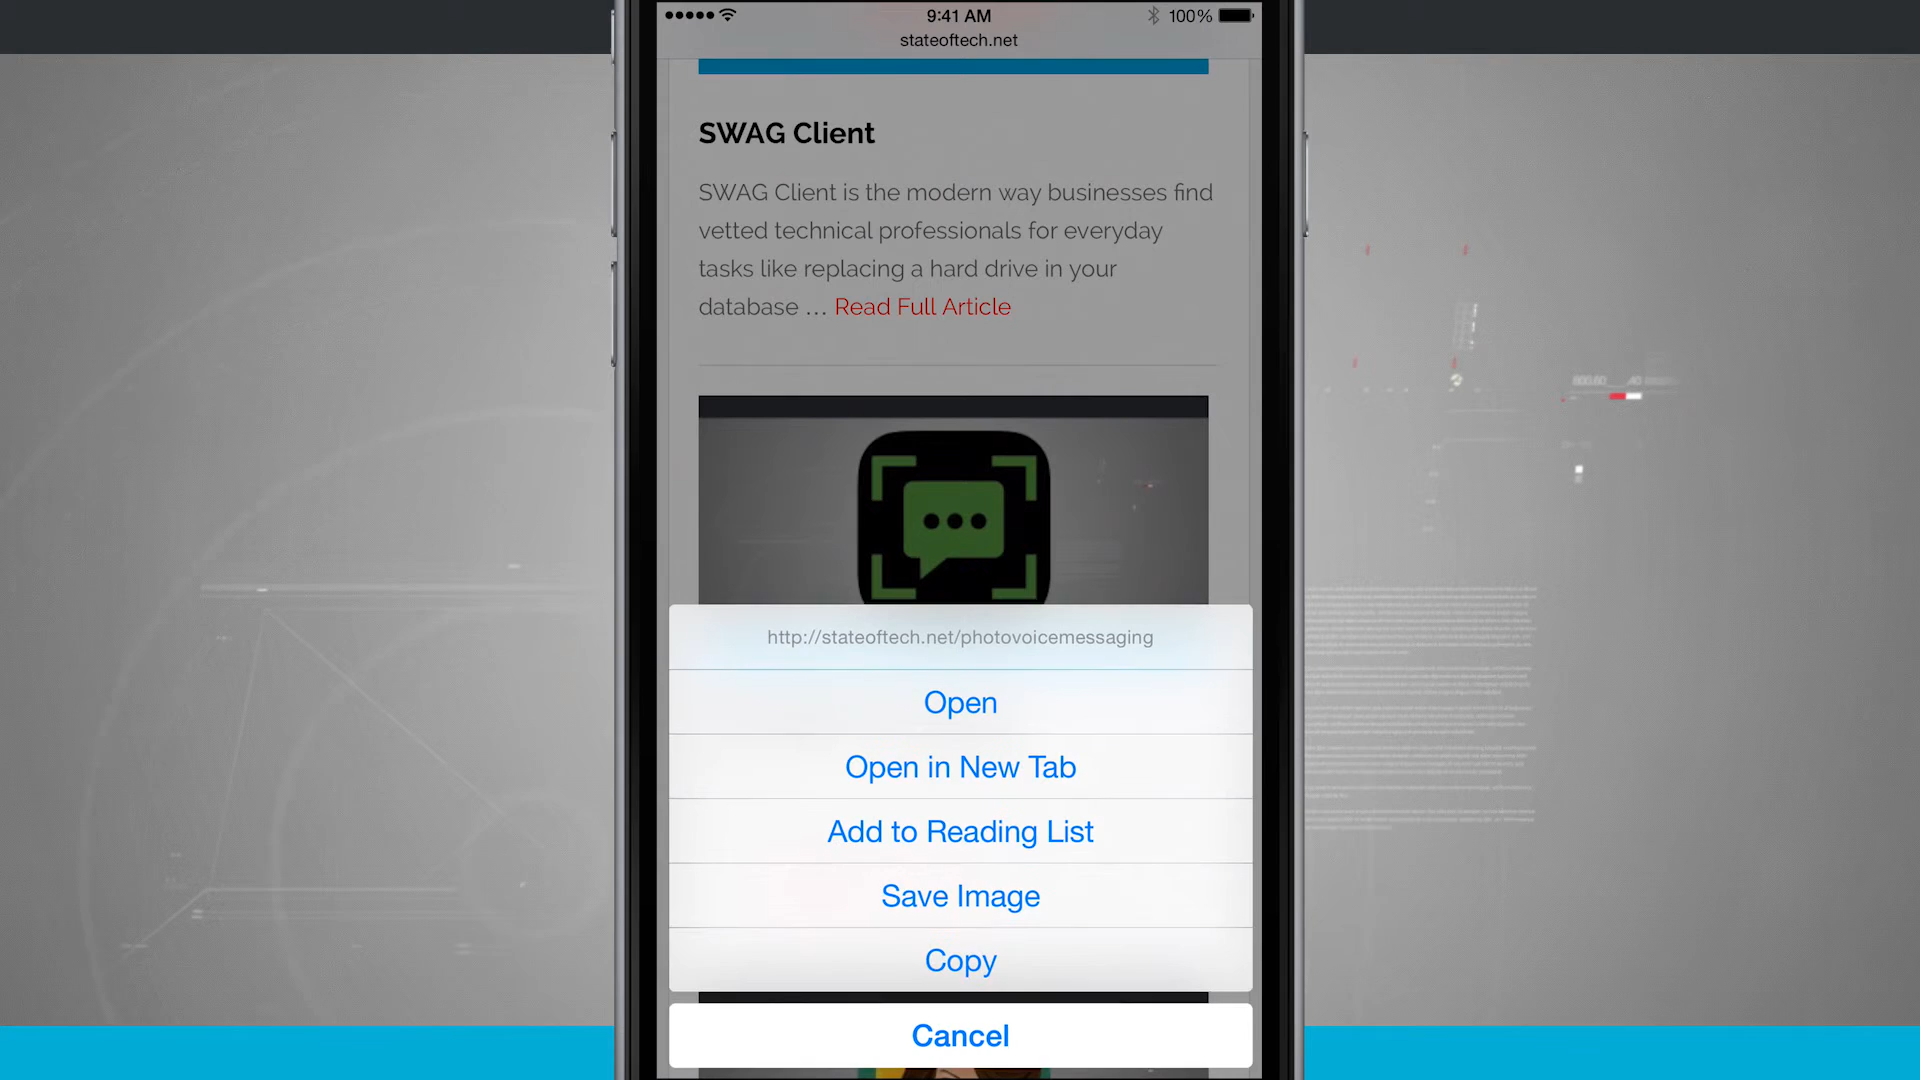 9:41 AM
100%
stateoftech.net
SWAG Client
SWAG Client is the modern way businesses find
vetted technical professionals for everyday
tasks like replacing a hard drive in your
database … Read Full Article
http://stateoftech.net/photovoicemessaging
Open
Open in New Tab
Add to Reading List
Save Image
Copy
Cancel